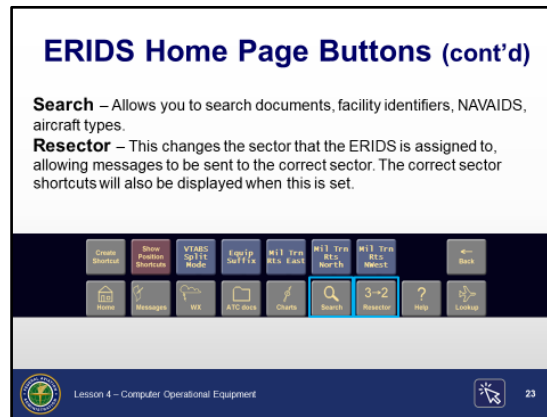 ERIDS Home Page Buttons (cont’d)
Search – Allows you to search documents, facility identifiers, NAVAIDS,
aircraft types.
Resector – This changes the sector that the ERIDS is assigned to,
allowing messages to be sent to the correct sector. The correct sector
shortcuts will also be displayed when this is set.
Create
Shortcut
Show
Position
Shortcuts
VTABS
Split
Mode
Equip
Suffix
Mil Trn
Rts East
Mil Trn
Rts
North
Mil Trn
Rts
NWest
Back
Home
Messages
WX
ATC docs
Charts
Search
3→2
Resector
?
Help
Lookup
FEDERAL AVIATION
ADMINISTRATION
Lesson 4 – Computer Operational Equipment
23